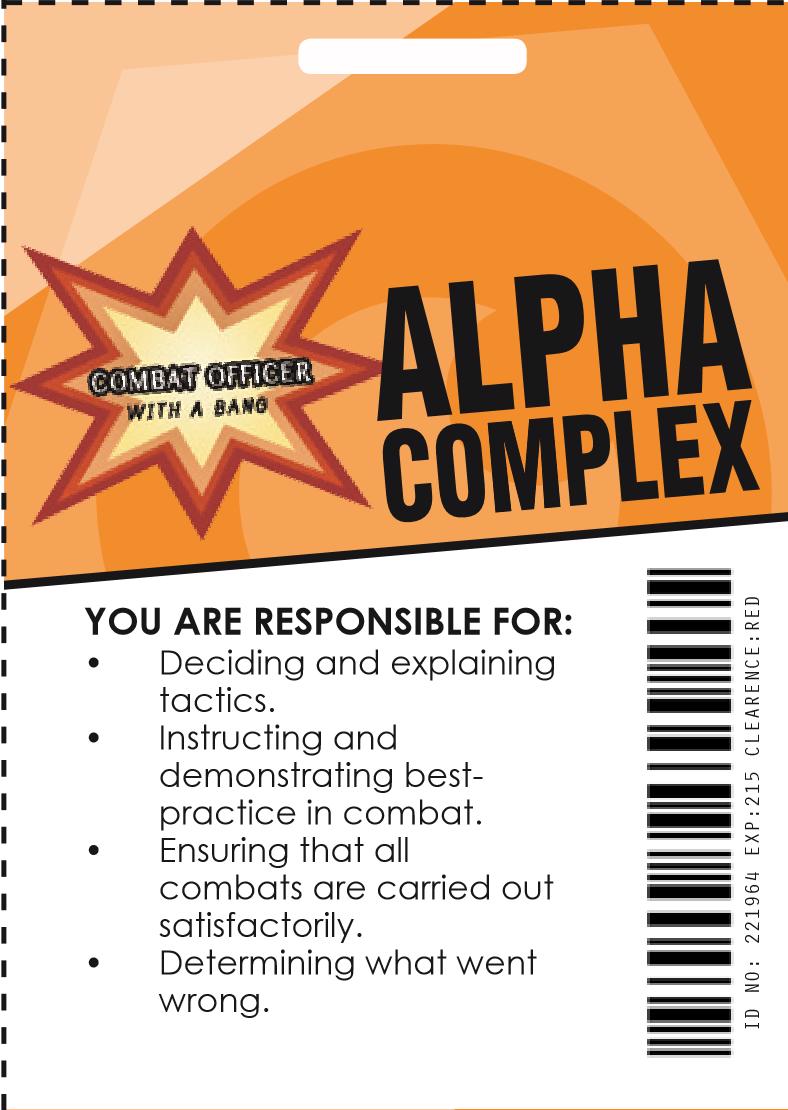 COMBAT OFFICER
WITH A BANG
ALPHA
COMPLEX
YOU ARE RESPONSIBLE FOR:
• Deciding and explaining
tactics.
• Instructing and
demonstrating best-
practice in combat.
• Ensuring that all
combats are carried out
satisfactorily.
• Determining what went
wrong.
ID NO: 221964 EXP:215 CLEARENCE:RED